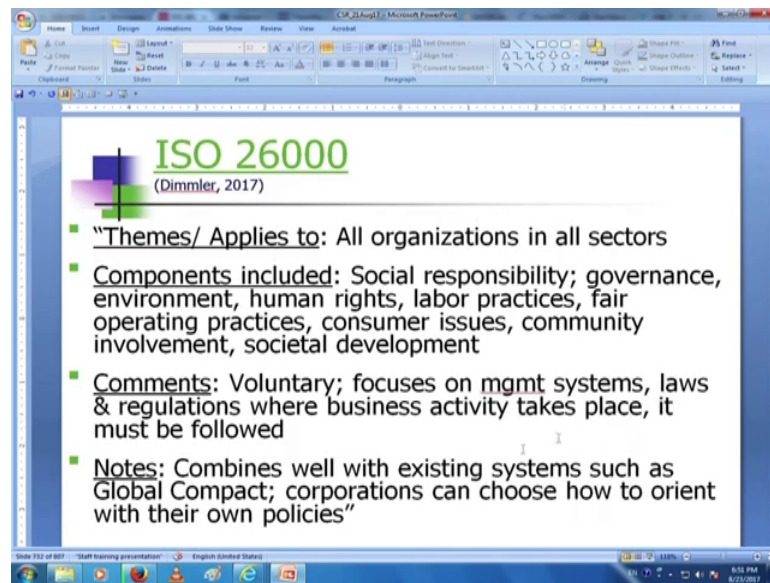 CSR_21Aug17 - Microsoft PowerPoint
Home Insert Design Animations Slide Show Review View Acrobat
Cut
Copy
Format Painter
Paste
Clipboard
New Slide
Layout
Reset
Delete
Slides
Font
Text Direction
Align Text
Convert to SmartArt
Paragraph
Arrange
Quick Styles
Shape Fill
Shape Outline
Shape Effects
Drawing
Find
Replace
Select
Editing
ISO 26000
(Dimmler, 2017)
“Themes/ Applies to: All organizations in all sectors
Components included: Social responsibility; governance,
environment, human rights, labor practices, fair
operating practices, consumer issues, community
involvement, societal development
Comments: Voluntary; focuses on mgmt systems, laws
& regulations where business activity takes place, it
must be followed
Notes: Combines well with existing systems such as
Global Compact; corporations can choose how to orient
with their own policies”
Slide 732 of 807 "Staff training presentation" English (United States) 118%
EN 6:51 PM
8/23/2017